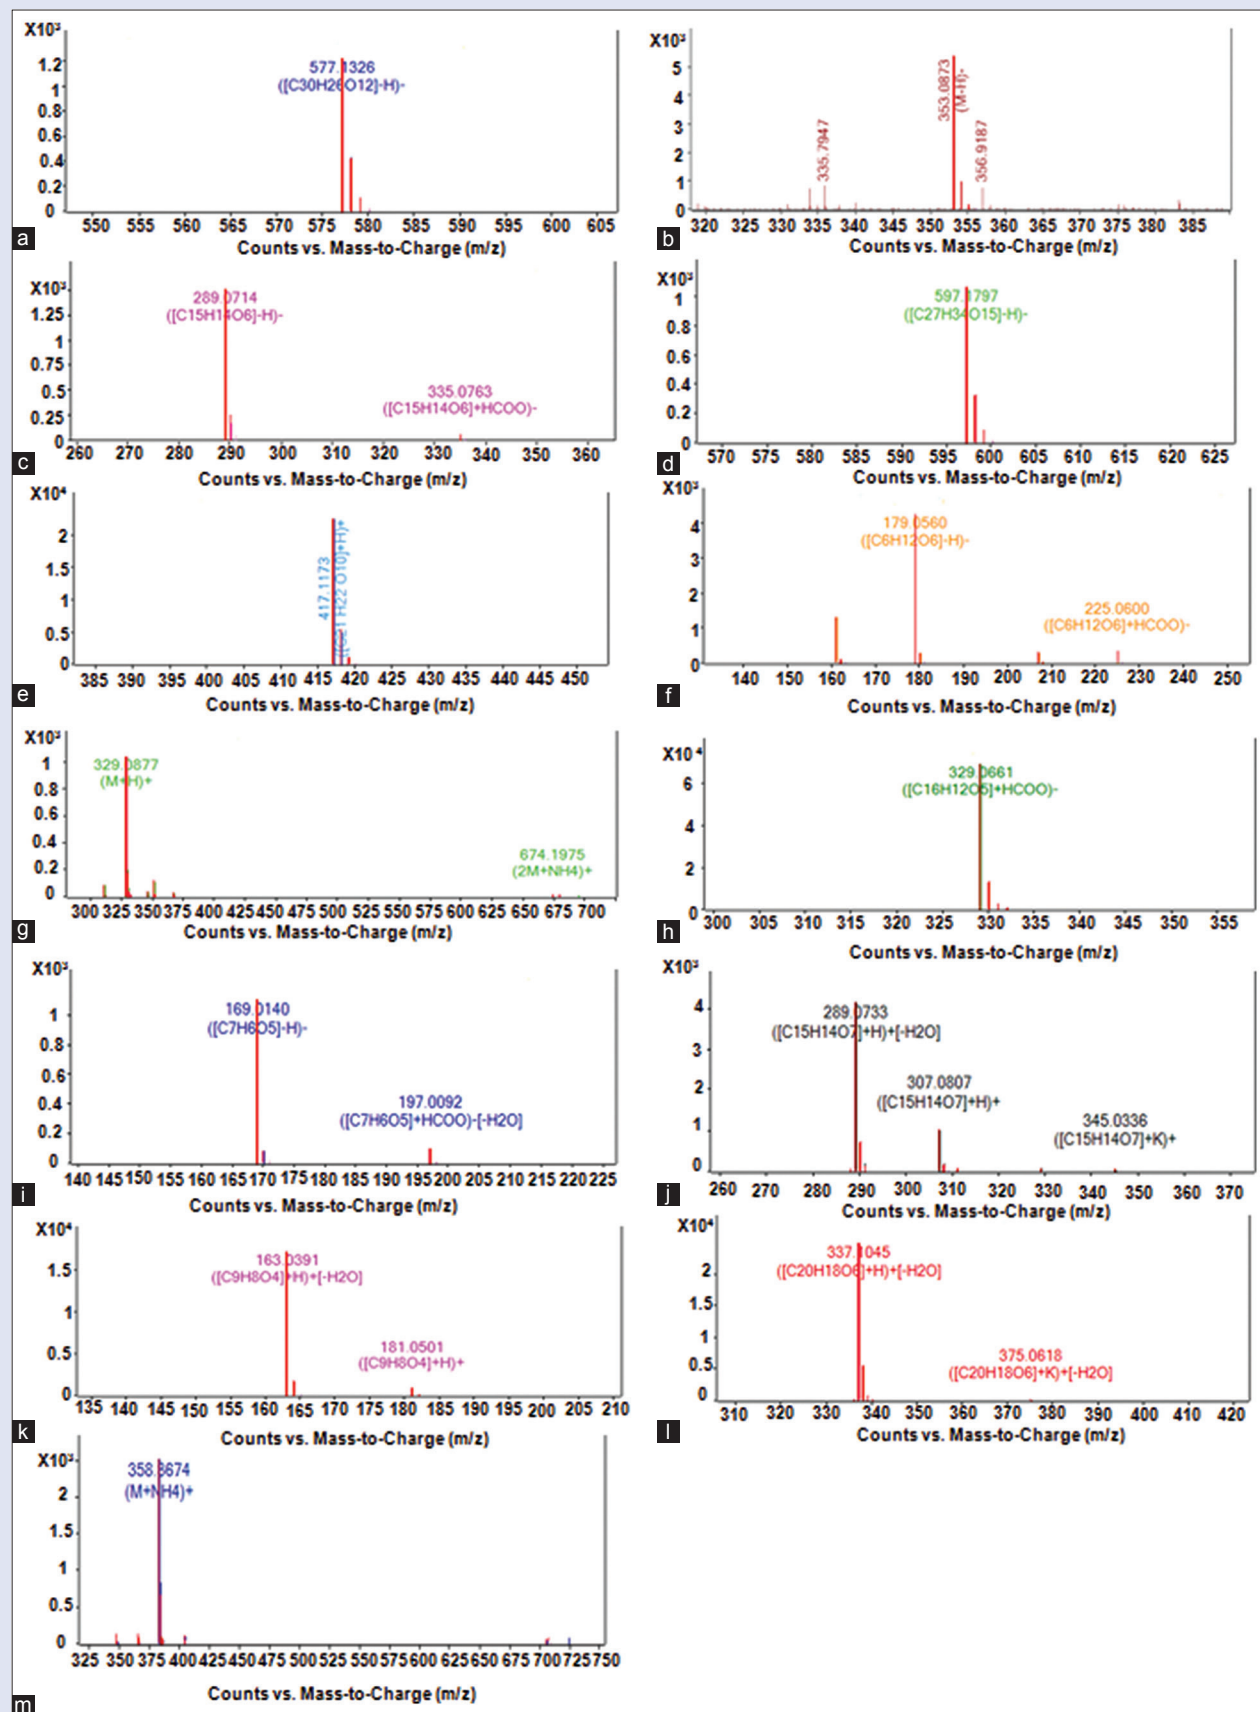 X10³
1.2
1
0.8
0.6
0.4
0.2
0
577.1326
([C30H26O12]-H)-
550 555 560 565 570 575 580 585 590 595 600 605
Counts vs. Mass-to-Charge (m/z)
a
X10³
5
4
3
2
1
0
335.7947
353.0873
(M-H)-
356.9187
320 325 330 335 340 345 350 355 360 365 370 375 380 385
Counts vs. Mass-to-Charge (m/z)
b
X10³
1.25
1
0.75
0.5
0.25
0
289.0714
([C15H14O6]-H)-
335.0763
([C15H14O6]+HCOO)-
260 270 280 290 300 310 320 330 340 350 360
Counts vs. Mass-to-Charge (m/z)
c
X10³
1
0.8
0.6
0.4
0.2
0
597.1797
([C27H34O15]-H)-
570 575 580 585 590 595 600 605 610 615 620 625
Counts vs. Mass-to-Charge (m/z)
d
X10⁴
2
1.5
1
0.5
0
417.1173
([C21 H22 O10]+H)+
385 390 395 400 405 410 415 420 425 430 435 440 445 450
Counts vs. Mass-to-Charge (m/z)
e
X10³
4
3
2
1
0
179.0560
([C6H12O6]-H)-
225.0600
([C6H12O6]+HCOO)-
140 150 160 170 180 190 200 210 220 230 240 250
Counts vs. Mass-to-Charge (m/z)
f
X10³
1
0.8
0.6
0.4
0.2
0
329.0877
(M+H)+
674.1975
(2M+NH4)+
300 325 350 375 400 425 450 475 500 525 550 575 600 625 650 675 700
Counts vs. Mass-to-Charge (m/z)
g
X10⁴
6
4
2
0
329.0661
([C16H12O5]+HCOO)-
300 305 310 315 320 325 330 335 340 345 350 355
Counts vs. Mass-to-Charge (m/z)
h
X10³
1
0.8
0.6
0.4
0.2
0
169.0140
([C7H6O5]-H)-
197.0092
([C7H6O5]+HCOO)-[-H2O]
140 145 150 155 160 165 170 175 180 185 190 195 200 205 210 215 220 225
Counts vs. Mass-to-Charge (m/z)
i
X10³
4
3
2
1
0
289.0733
([C15H14O7]+H)+[-H2O]
307.0807
([C15H14O7]+H)+
345.0336
([C15H14O7]+K)+
260 270 280 290 300 310 320 330 340 350 360 370
Counts vs. Mass-to-Charge (m/z)
j
X10⁴
1.5
1
0.5
0
163.0391
([C9H8O4]+H)+[-H2O]
181.0501
([C9H8O4]+H)+
135 140 145 150 155 160 165 170 175 180 185 190 195 200 205 210
Counts vs. Mass-to-Charge (m/z)
k
X10⁴
2
1.5
1
0.5
0
337.1045
([C20H18O6]+H)+[-H2O]
375.0618
([C20H18O6]+K)+[-H2O]
310 320 330 340 350 360 370 380 390 400 410 420
Counts vs. Mass-to-Charge (m/z)
l
X10³
2
1.5
1
0.5
0
(M+NH4)+
325 350 375 400 425 450 475 500 525 550 575 600 625 650 675 700 725 750
Counts vs. Mass-to-Charge (m/z)
m